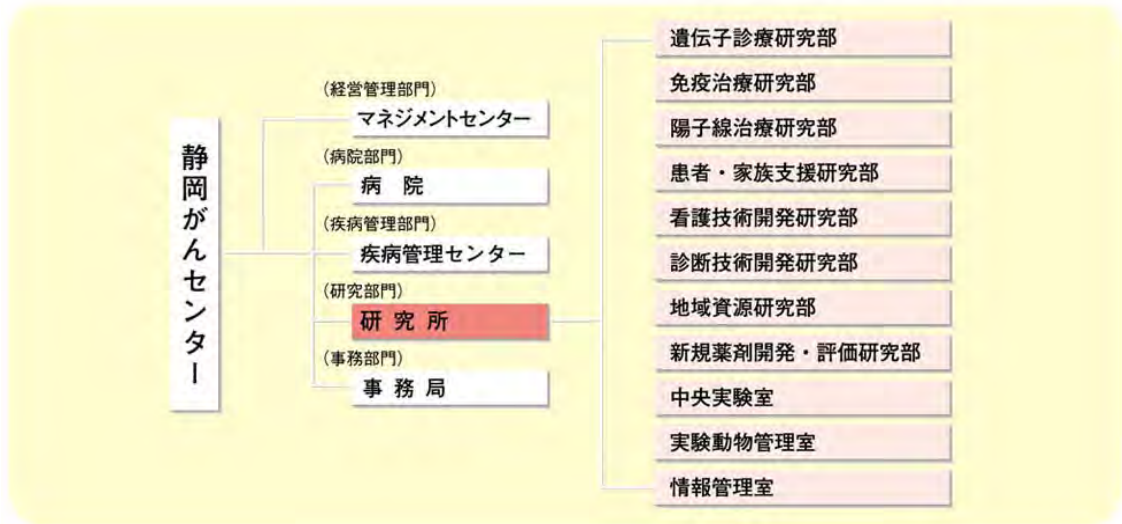 静岡がんセンター
(経営管理部門)
マネジメントセンター
(病院部門)
病 院
(疾病管理部門)
疾病管理センター
(研究部門)
研 究 所
(事務部門)
事 務 局
遺伝子診療研究部
免疫治療研究部
陽子線治療研究部
患者・家族支援研究部
看護技術開発研究部
診断技術開発研究部
地域資源研究部
新規薬剤開発・評価研究部
中央実験室
実験動物管理室
情報管理室